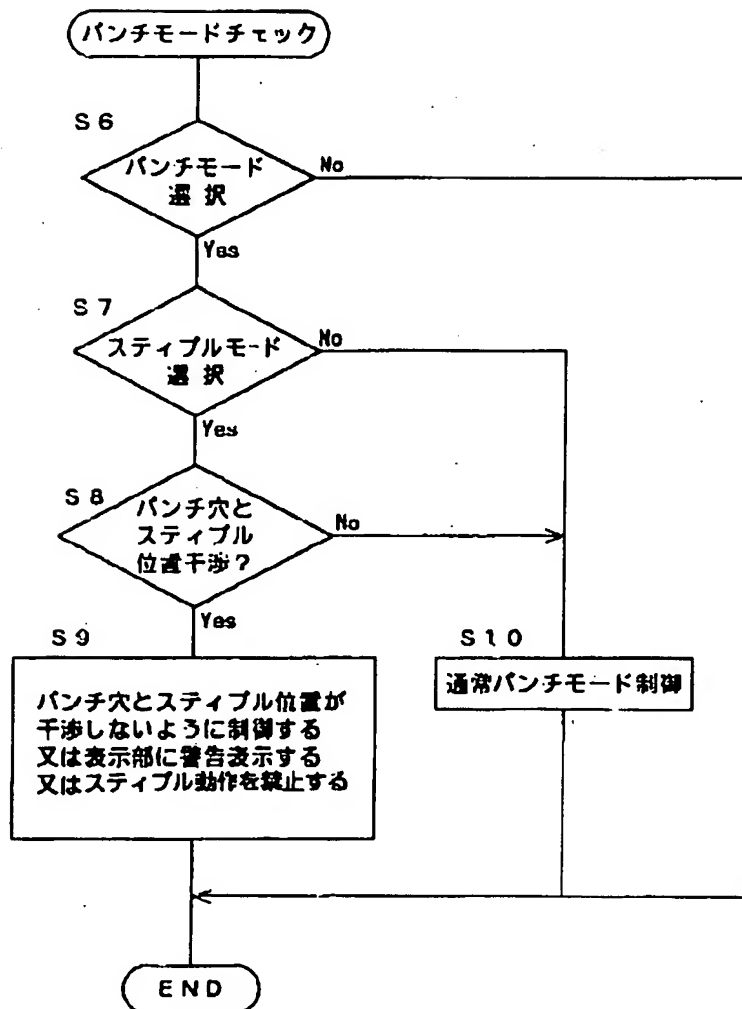 パンチモードチェック
S6
パンチモード
選択
No
Yes
S7
スティプルモード
選択
No
Yes
S8
パンチ穴と
スティプル
位置干渉？
No
Yes
S9
パンチ穴とスティプル位置が
干渉しないように制御する
又は表示部に警告表示する
又はスティプル動作を禁止する
S10
通常パンチモード制御
END